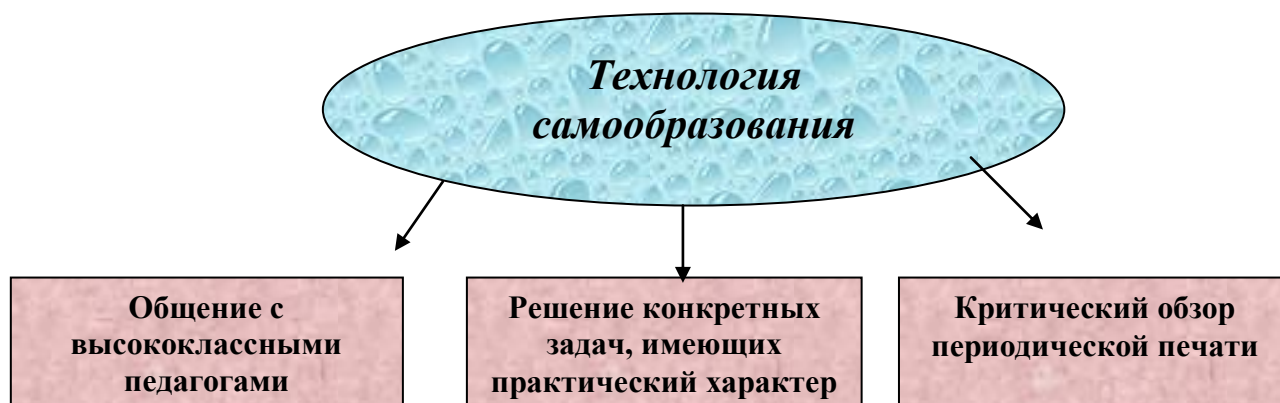 Технология
самообразования
Общение с
высококлассными
педагогами
Решение конкретных
задач, имеющих
практический характер
Критический обзор
периодической печати